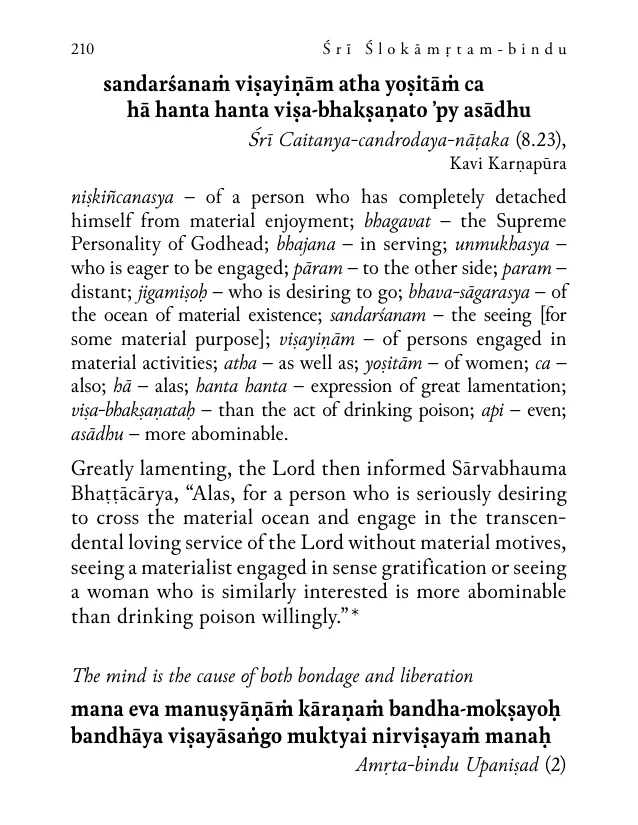 210
Śrī Ślokāmṛtam-bindu
sandarśanaṁ viṣayiṇām atha yoṣitāṁ ca
hā hanta hanta viṣa-bhakṣaṇato ’py asādhu
Śrī Caitanya-candrodaya-nāṭaka (8.23),
Kavi Karṇapūra
niṣkiñcanasya – of a person who has completely detached
himself from material enjoyment; bhagavat – the Supreme
Personality of Godhead; bhajana – in serving; unmukhasya –
who is eager to be engaged; pāram – to the other side; param –
distant; jigamiṣoḥ – who is desiring to go; bhava-sāgarasya – of
the ocean of material existence; sandarśanam – the seeing [for
some material purpose]; viṣayiṇām – of persons engaged in
material activities; atha – as well as; yoṣitām – of women; ca –
also; hā – alas; hanta hanta – expression of great lamentation;
viṣa-bhakṣaṇataḥ – than the act of drinking poison; api – even;
asādhu – more abominable.
Greatly lamenting, the Lord then informed Sārvabhauma
Bhaṭṭācārya, “Alas, for a person who is seriously desiring
to cross the material ocean and engage in the transcen-
dental loving service of the Lord without material motives,
seeing a materialist engaged in sense gratification or seeing
a woman who is similarly interested is more abominable
than drinking poison willingly.”*
The mind is the cause of both bondage and liberation
mana eva manuṣyāṇāṁ kāraṇaṁ bandha-mokṣayoḥ
bandhāya viṣayāsaṅgo muktyai nirviṣayaṁ manaḥ
Amṛta-bindu Upaniṣad (2)